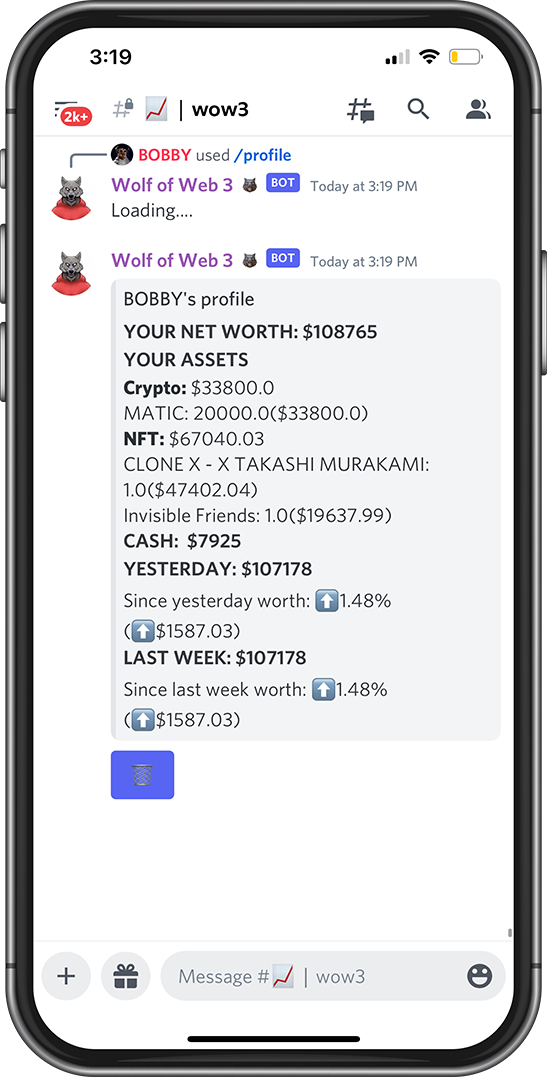 3:19
2k+
# | wow3
BOBBY used /profile
Wolf of Web 3 BOT Today at 3:19 PM
Loading....
Wolf of Web 3 BOT Today at 3:19 PM
BOBBY's profile
YOUR NET WORTH: $108765
YOUR ASSETS
Crypto: $33800.0
MATIC: 20000.0($33800.0)
NFT: $67040.03
CLONE X - X TAKASHI MURAKAMI:
1.0($47402.04)
Invisible Friends: 1.0($19637.99)
CASH: $7925
YESTERDAY: $107178
Since yesterday worth: ⬆️1.48%
(⬆️$1587.03)
LAST WEEK: $107178
Since last week worth: ⬆️1.48%
(⬆️$1587.03)
Message #📈 | wow3